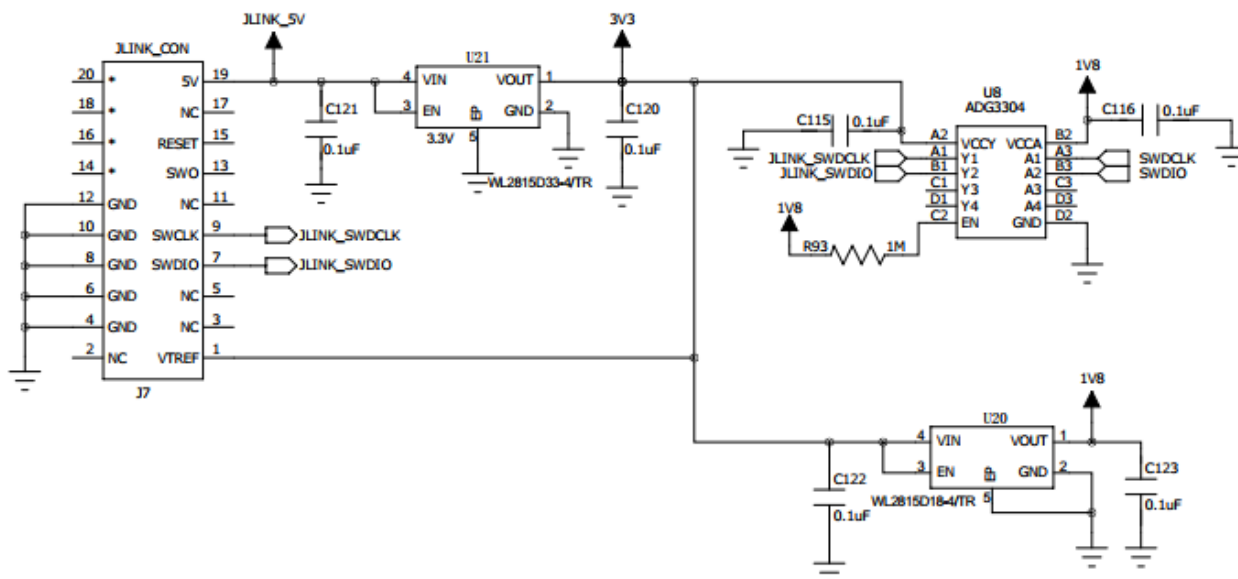 JLINK_5V
3V3
JLINK_CON
U21
1V8
20 * 5V 19
4 VIN VOUT 1
U8
ADG3304
C116
18 * NC 17
C121
3 EN GND 2
C120
C115
0.1uF
0.1uF
EP
16 * RESET 15
0.1uF
3.3V
5
0.1uF
A2 VCCY VCCA B2
14 * SWO 13
JLINK_SWDCLK A1 Y1 A1 A3 SWDCLK
JLINK_SWDIO B1 Y2 A2 B3 SWDIO
WL2815D33-4/TR
C1 Y3 A3 C3
12 GND NC 11
D1 Y4 A4 D3
1V8
C2 EN GND D2
10 GND SWCLK 9 JLINK_SWDCLK
R93 1M
8 GND SWDIO 7 JLINK_SWDIO
6 GND NC 5
4 GND NC 3
2 NC VTREF 1
J7
1V8
U20
4 VIN VOUT 1
3 EN GND 2
EP
C122
C123
WL2815D18-4/TR 5
0.1uF
0.1uF